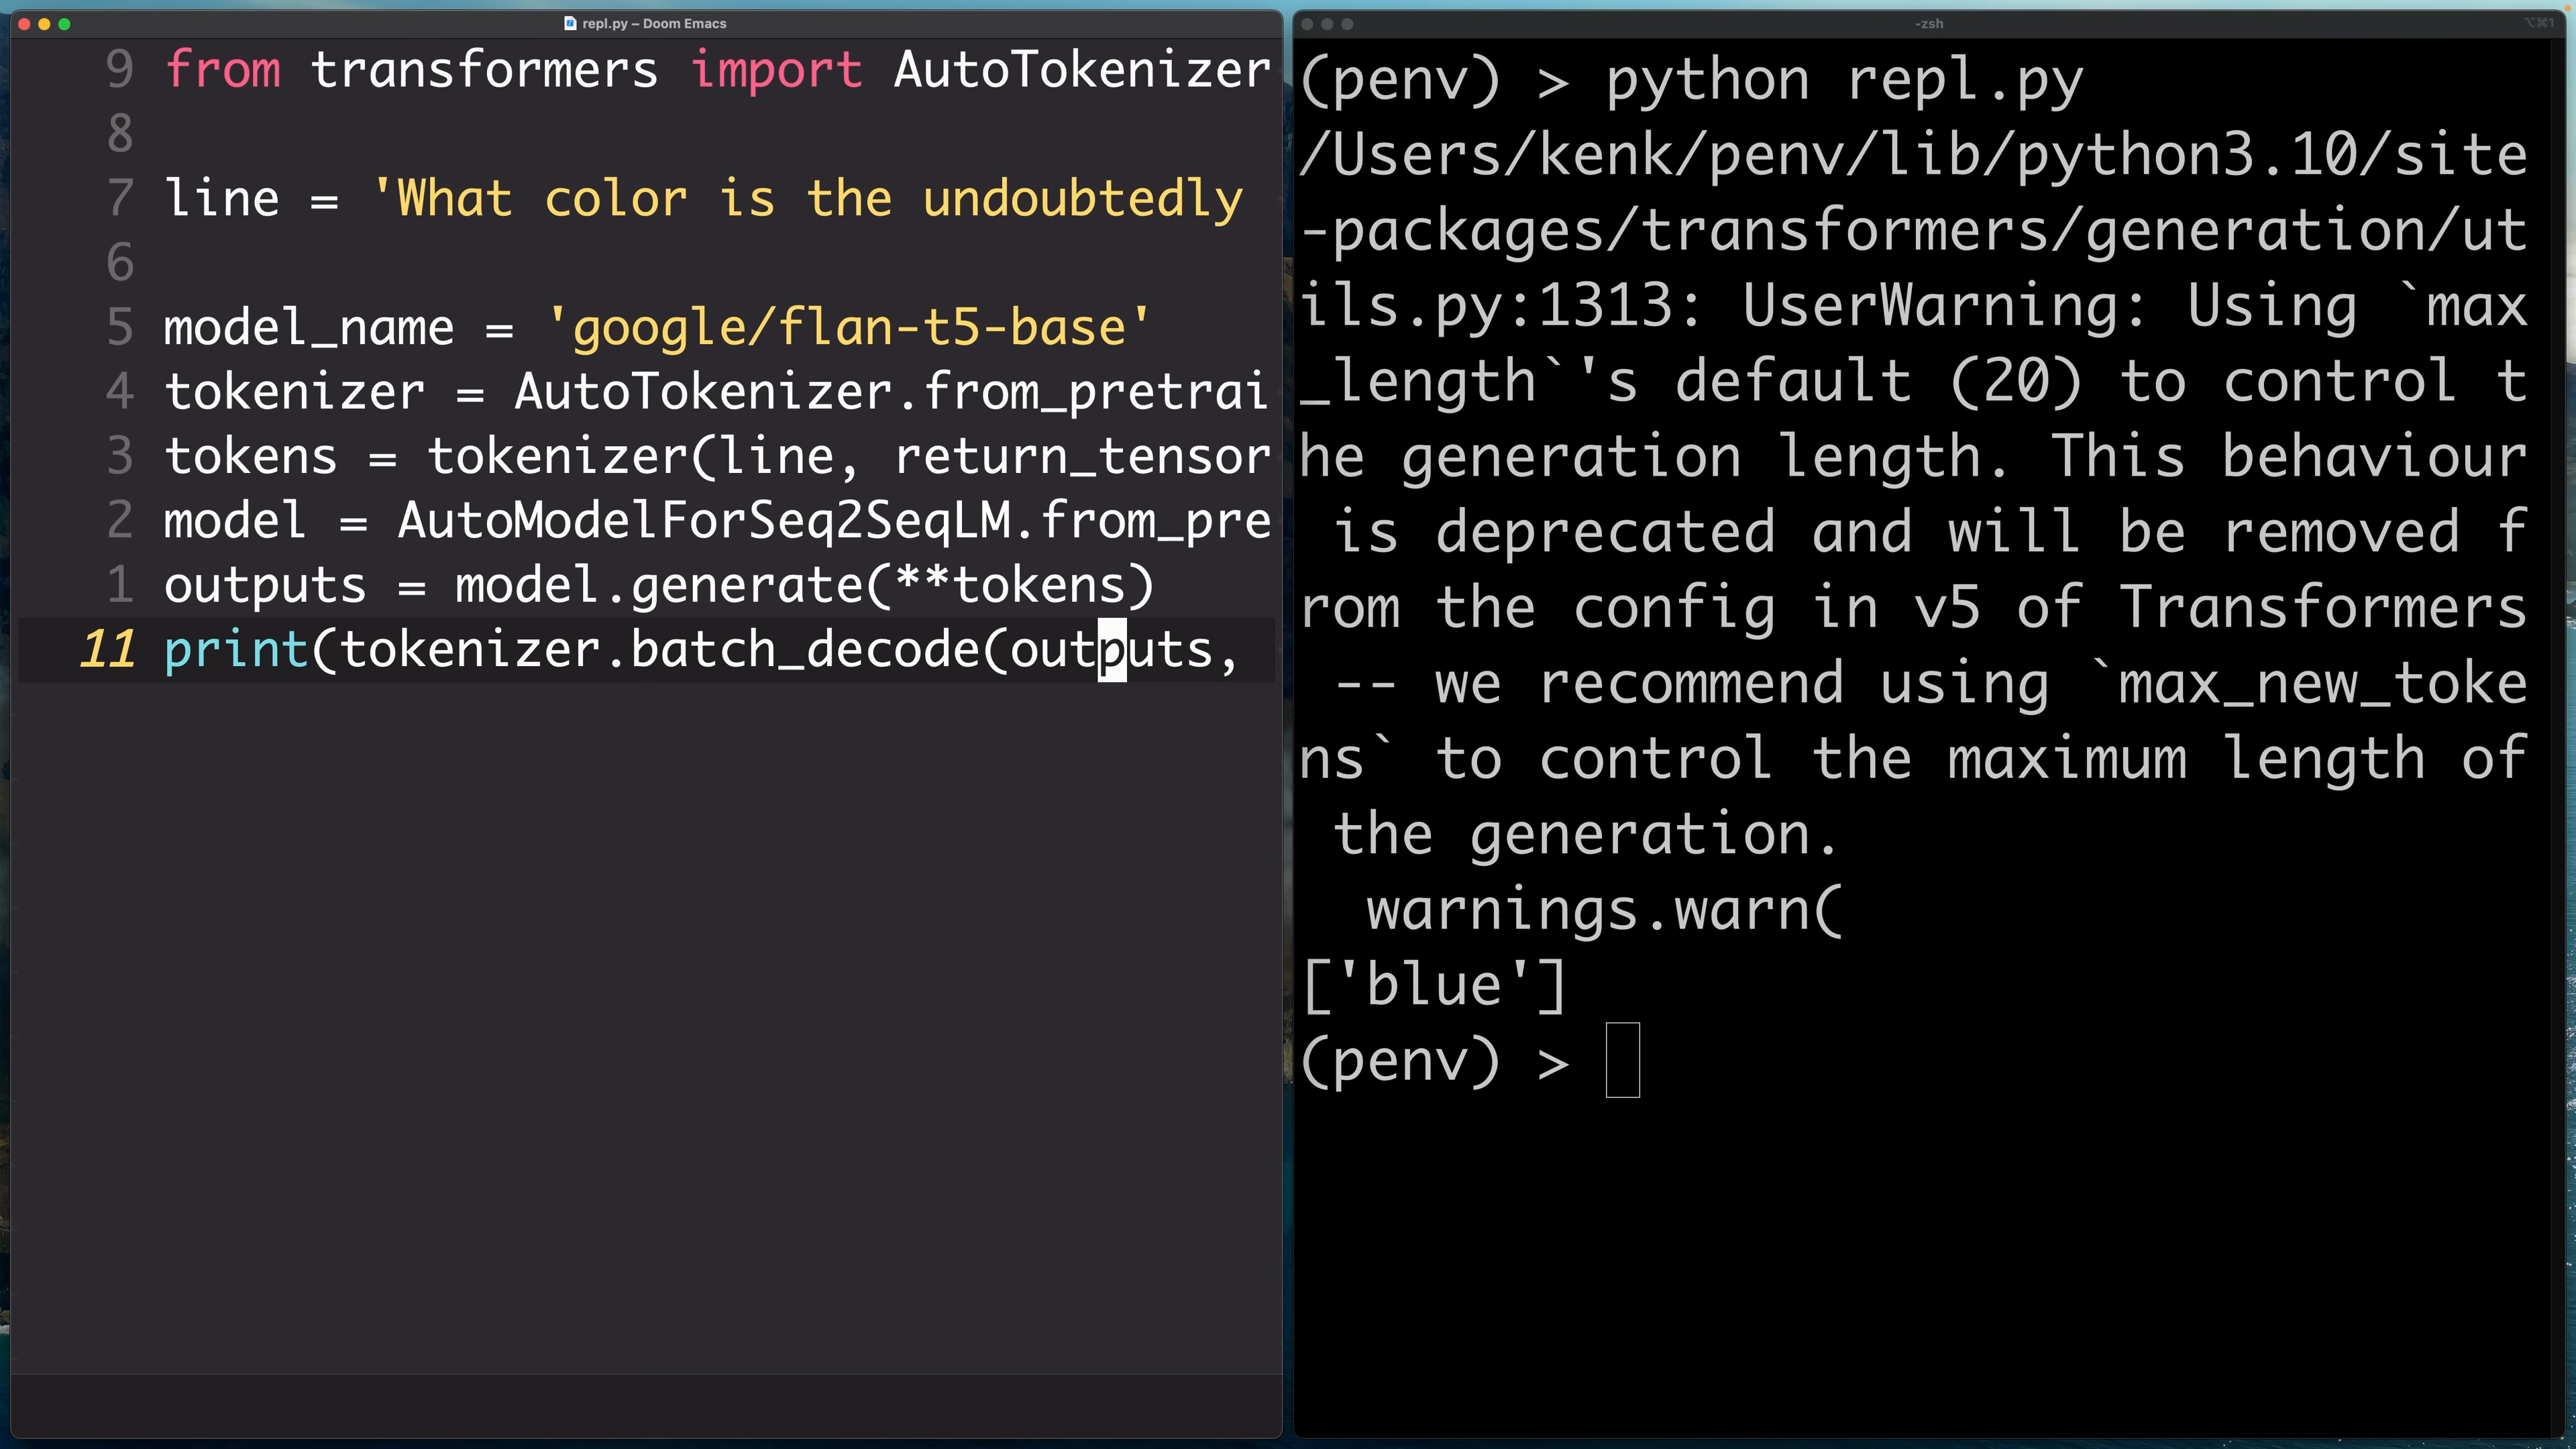 repl.py – Doom Emacs
9 from transformers import AutoTokenizer
8
7 line = 'What color is the undoubtedly
6
5 model_name = 'google/flan-t5-base'
4 tokenizer = AutoTokenizer.from_pretrai
3 tokens = tokenizer(line, return_tensor
2 model = AutoModelForSeq2SeqLM.from_pre
1 outputs = model.generate(**tokens)
11 print(tokenizer.batch_decode(outputs,
-zsh
⌥⌘1
(penv) > python repl.py
/Users/kenk/penv/lib/python3.10/site
-packages/transformers/generation/ut
ils.py:1313: UserWarning: Using `max
_length`'s default (20) to control t
he generation length. This behaviour
 is deprecated and will be removed f
rom the config in v5 of Transformers
 -- we recommend using `max_new_toke
ns` to control the maximum length of
 the generation.
  warnings.warn(
['blue']
(penv) >